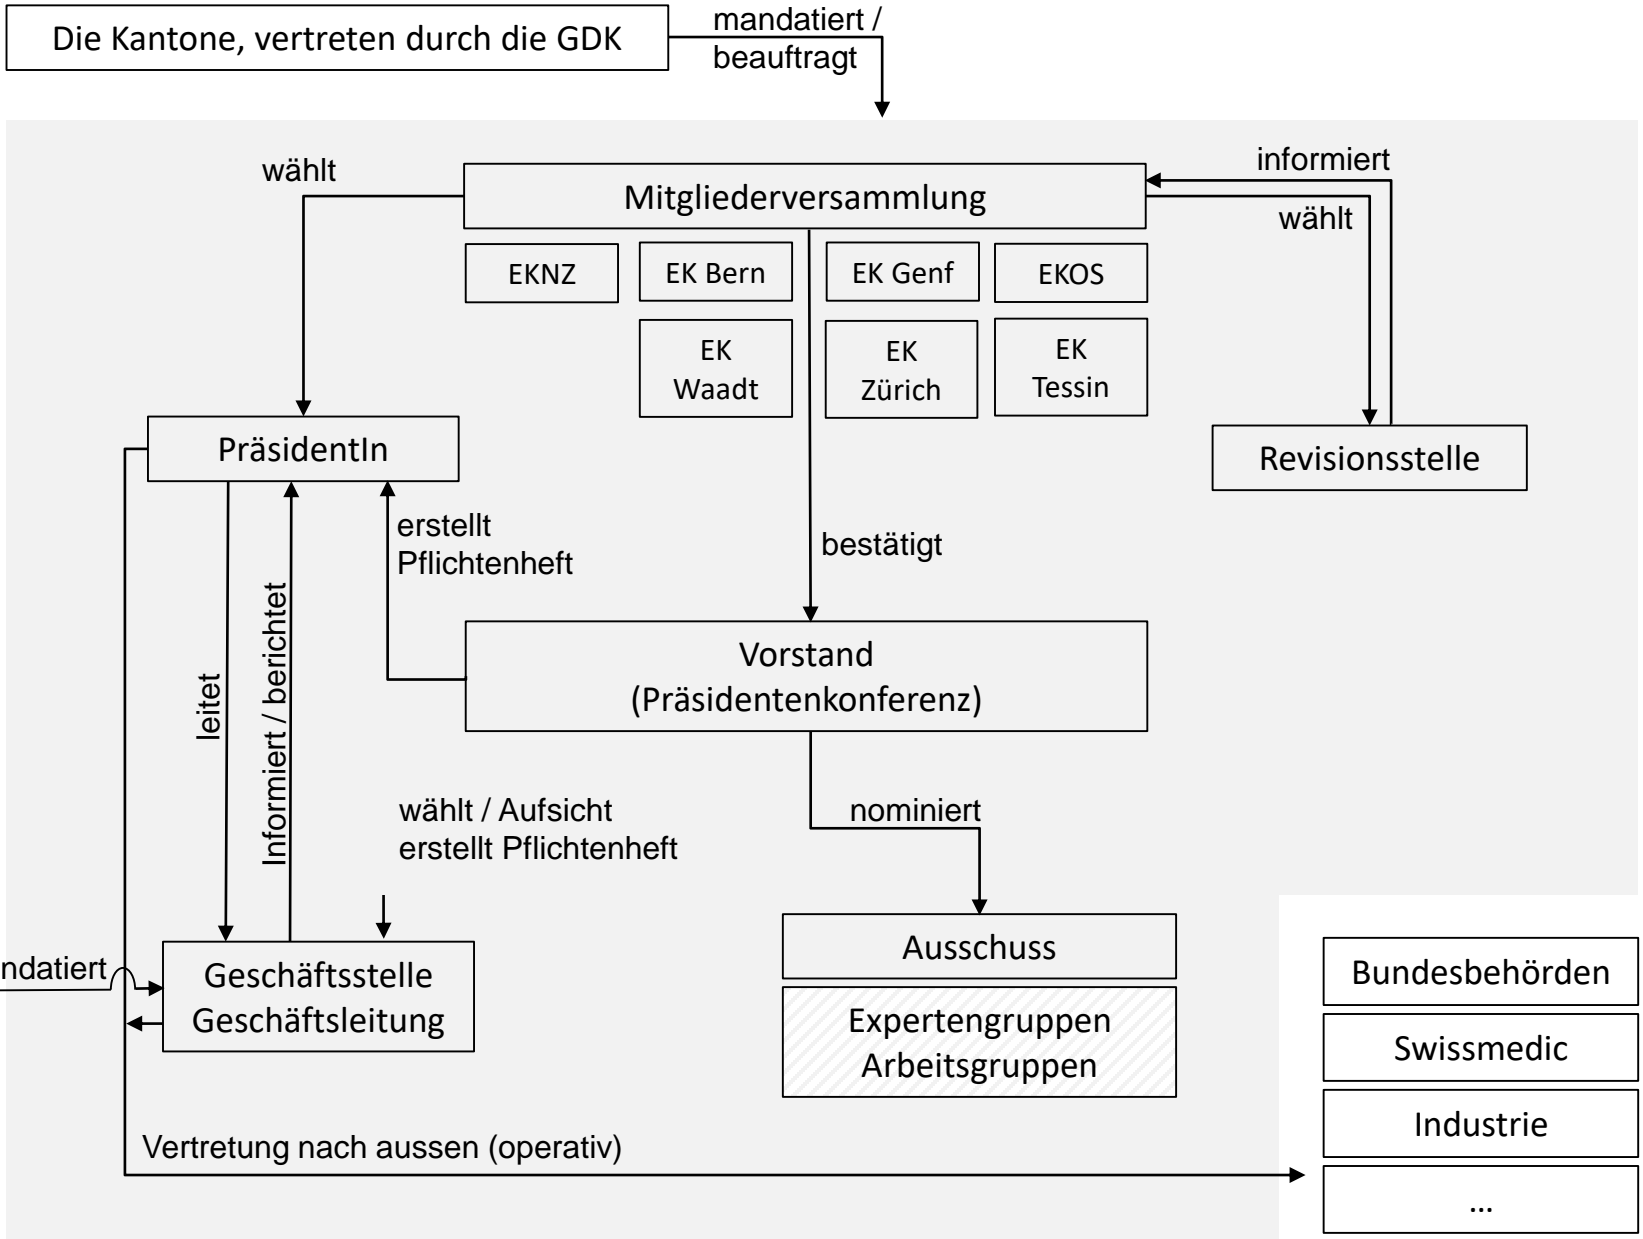 Die Kantone, vertreten durch die GDK
mandatiert /
beauftragt
wählt
Mitgliederversammlung
informiert
wählt
EKNZ
EK Bern
EK Genf
EKOS
EK
Waadt
EK
Zürich
EK
Tessin
PräsidentIn
Revisionsstelle
erstellt
Pflichtenheft
bestätigt
leitet
Informiert / berichtet
Vorstand
(Präsidentenkonferenz)
wählt / Aufsicht
erstellt Pflichtenheft
nominiert
ndatiert
Geschäftsstelle
Geschäftsleitung
Ausschuss
Expertengruppen
Arbeitsgruppen
Bundesbehörden
Swissmedic
Industrie
...
Vertretung nach aussen (operativ)